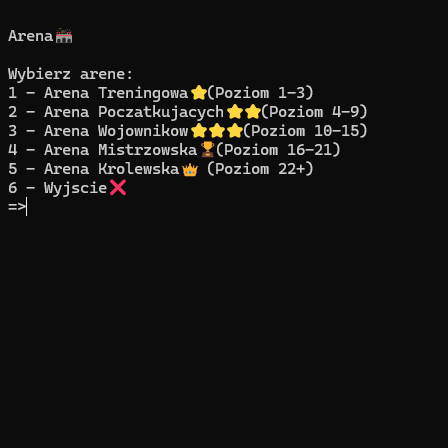 Arena🏟️
Wybierz arene:
1 - Arena Treningowa⭐(Poziom 1-3)
2 - Arena Poczatkujacych⭐⭐(Poziom 4-9)
3 - Arena Wojownikow⭐⭐⭐(Poziom 10-15)
4 - Arena Mistrzowska🏆(Poziom 16-21)
5 - Arena Krolewska👑 (Poziom 22+)
6 - Wyjscie❌
=>